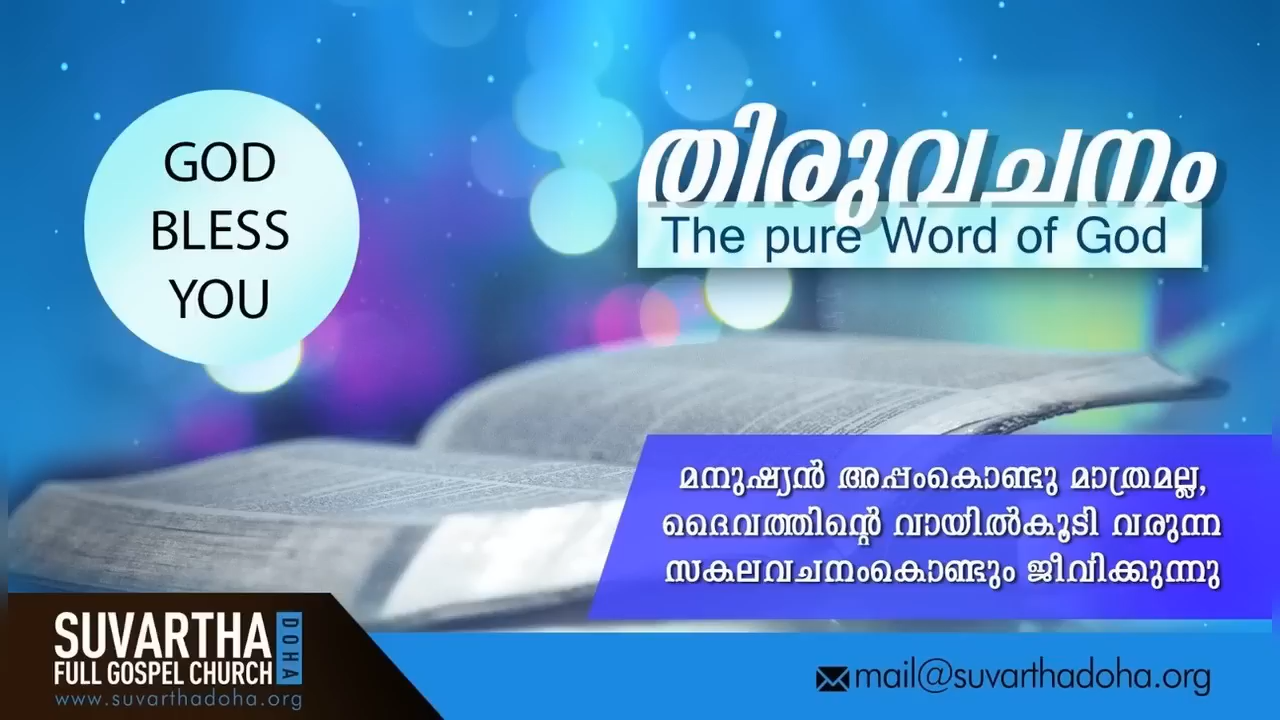 GOD
BLESS
YOU
തിരുവചനം
The pure Word of God
മനുഷ്യൻ അപ്പംകൊണ്ടു മാത്രമല്ല,
ദൈവത്തിന്റെ വായിൽകൂടി വരുന്ന
സകലവചനംകൊണ്ടും ജീവിക്കുന്നു
SUVARTHA DOHA
FULL GOSPEL CHURCH
www.suvarthadoha.org
mail@suvarthadoha.org